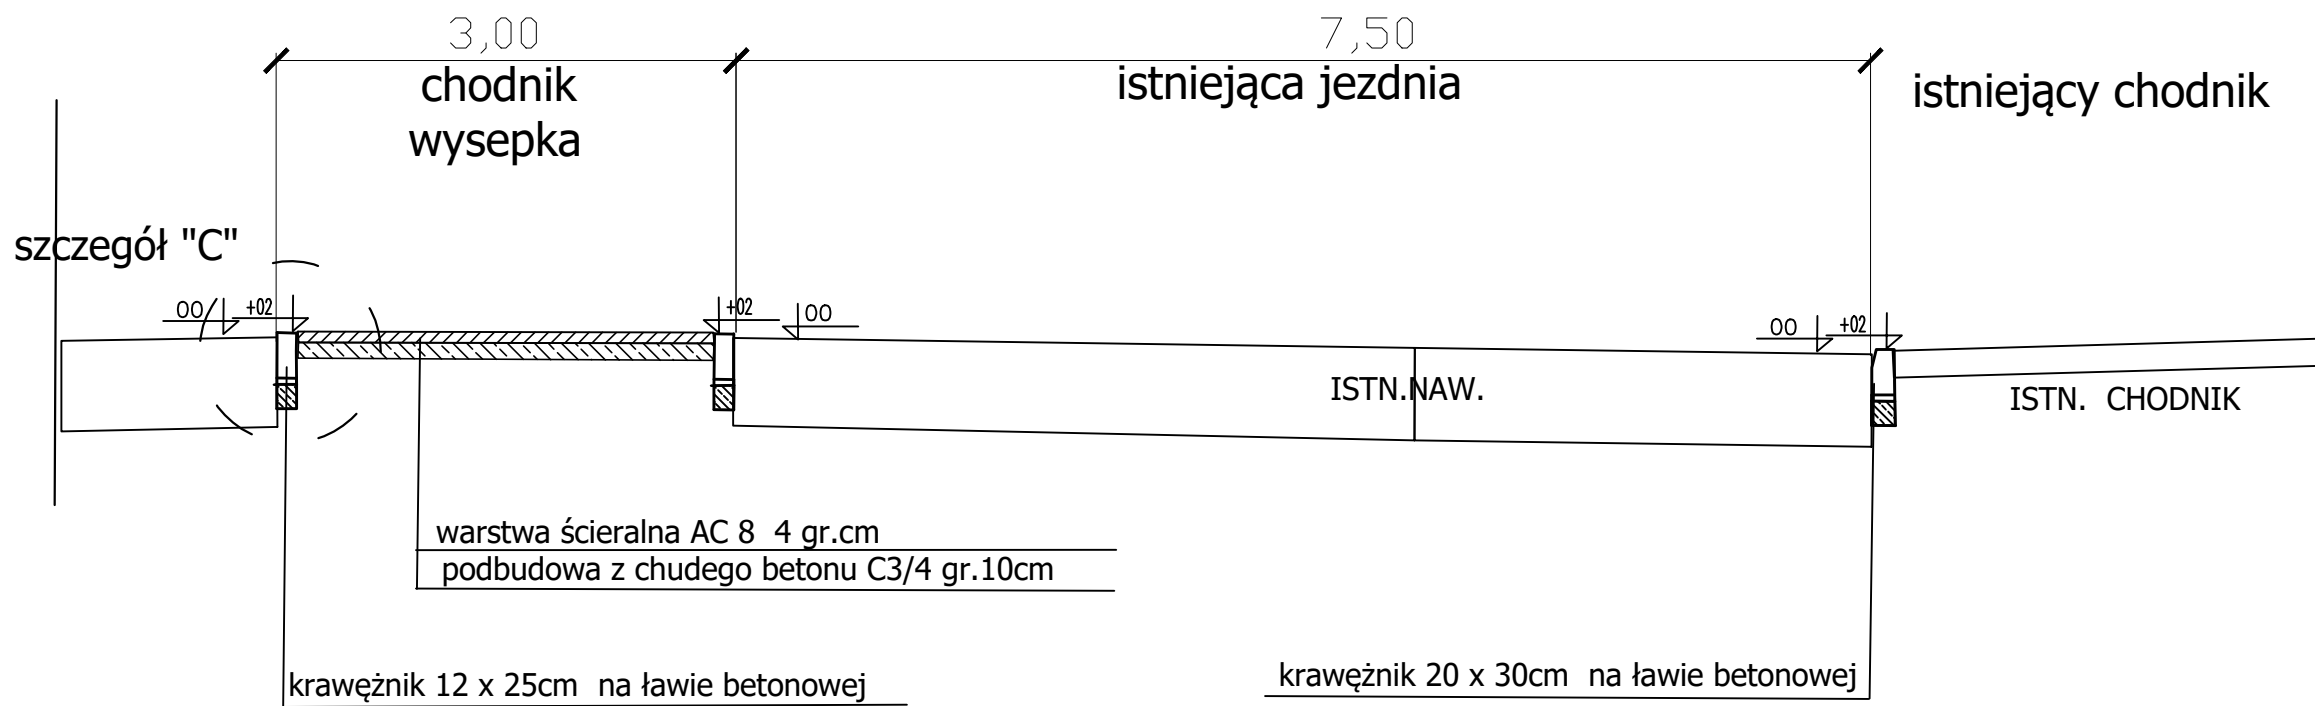 3,00
7,50
chodnik
wysepka
istniejąca jezdnia
istniejący chodnik
szczegół "C"
00
+02
+02
00
00
+02
ISTN.NAW.
ISTN. CHODNIK
warstwa ścieralna AC 8 4 gr.cm
podbudowa z chudego betonu C3/4 gr.10cm
krawężnik 12 x 25cm na ławie betonowej
krawężnik 20 x 30cm na ławie betonowej